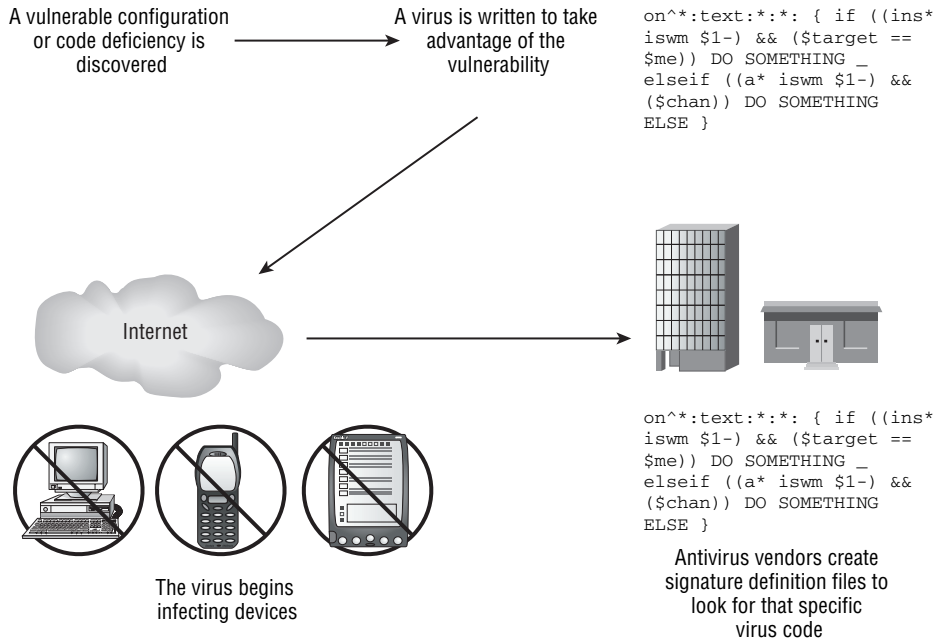 A vulnerable configuration
or code deficiency is
discovered
A virus is written to take
advantage of the
vulnerability
on^*:text:*:*: { if ((ins*
iswm $1-) && ($target ==
$me)) DO SOMETHING _
elseif ((a* iswm $1-) &&
($chan)) DO SOMETHING
ELSE }
Internet
The virus begins
infecting devices
on^*:text:*:*: { if ((ins*
iswm $1-) && ($target ==
$me)) DO SOMETHING _
elseif ((a* iswm $1-) &&
($chan)) DO SOMETHING
ELSE }
Antivirus vendors create
signature definition files to
look for that specific
virus code